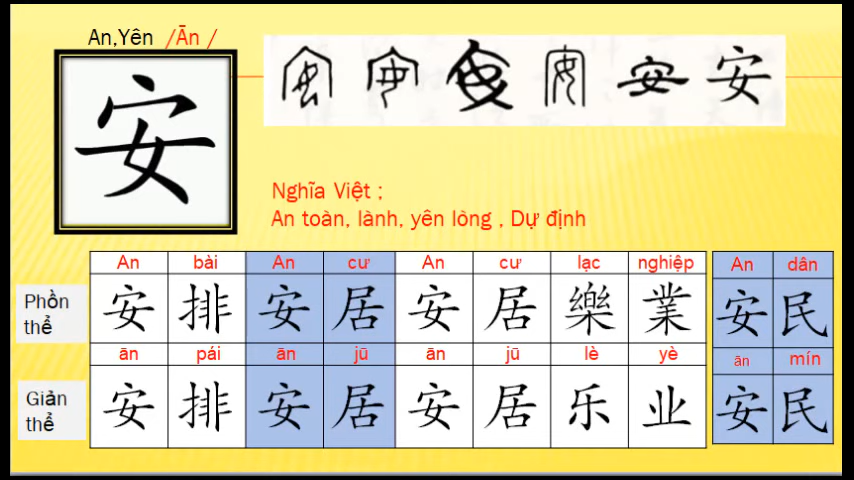 An,Yên /Ān /
安
安 安
Nghĩa Việt ;
An toàn, lành, yên lòng , Dự định
An bài An cư An cư lạc nghiệp An dân
Phồn thể 安 排 安 居 安 居 樂 業 安 民
ān pái ān jū ān jū lè yè ān mín
Giản thể 安 排 安 居 安 居 乐 业 安 民